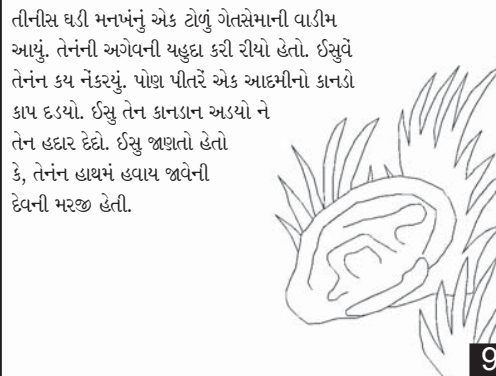 તીનીસ ઘડી મનખંનું એક ટોળું ગેતસેમાની વાડીમ
આયું. તેનંની અગેવની યહુદા કરી રીયો હેતો. ઈસુવેં
તેનંન કય નેંકરયું. પોણ પીતરેં એક આદમીનો કાનડો
કાપ દડયો. ઈસુ તેન કાનડાન અડયો ને
તેન હદાર દેદો. ઈસુ જાણતો હેતો
કે, તેનંન હાથમં હવાય જાવેની
દેવની મરજી હેતી.
9